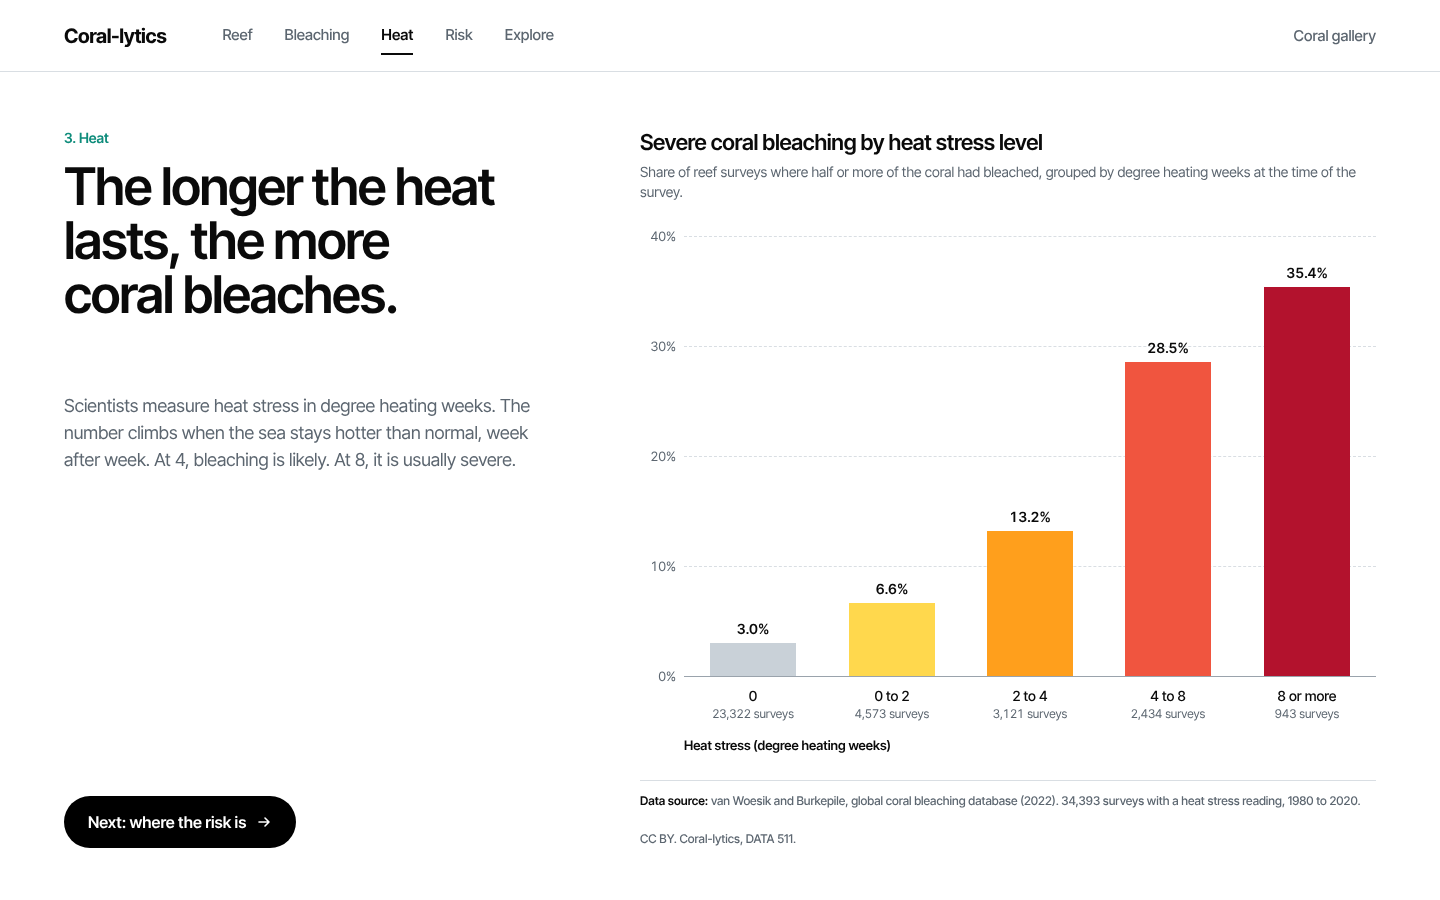 Coral-lytics
Reef
Bleaching
Heat
Risk
Explore
Coral gallery
3. Heat
The longer the heat
lasts, the more
coral bleaches.
Scientists measure heat stress in degree heating weeks. The
number climbs when the sea stays hotter than normal, week
after week. At 4, bleaching is likely. At 8, it is usually severe.
Next: where the risk is →
Severe coral bleaching by heat stress level
Share of reef surveys where half or more of the coral had bleached, grouped by degree heating weeks at the time of the
survey.
40%
30%
20%
10%
0%
3.0%
6.6%
13.2%
28.5%
35.4%
0
23,322 surveys
0 to 2
4,573 surveys
2 to 4
3,121 surveys
4 to 8
2,434 surveys
8 or more
943 surveys
Heat stress (degree heating weeks)
Data source: van Woesik and Burkepile, global coral bleaching database (2022). 34,393 surveys with a heat stress reading, 1980 to 2020.
CC BY. Coral-lytics, DATA 511.